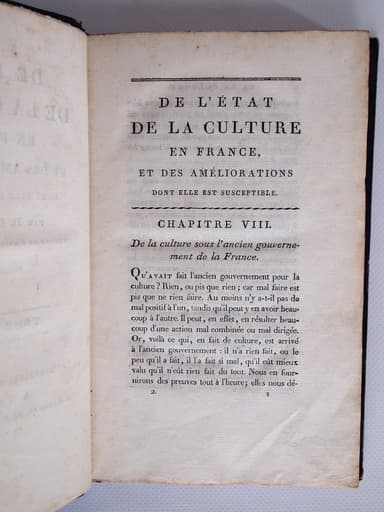 DE L'ÉTAT
DE LA CULTURE
EN FRANCE,
ET DES AMÉLIORATIONS
DONT ELLE EST SUSCEPTIBLE.
CHAPITRE VIII.
De la culture sous l'ancien gouverne-
ment de la France.
Qu'avait fait l'ancien gouvernement pour la
culture? Rien, ou pis que rien; car mal faire est
pis que ne rien faire. Au moins n'y a-t-il pas de
mal positif à l'un, tandis qu'il peut y en avoir beau-
coup à l'autre. Il peut, en effet, en résulter beau-
coup d'une action mal combinée ou mal dirigée.
Or, voilà ce qui, en fait de culture, est arrivé
à l'ancien gouvernement : il n'a rien fait, ou le
peu qu'il a fait, il l'a fait si mal, qu'il eût mieux
valu qu'il n'eût rien fait du tout. Nous en four-
nirons des preuves tout à l'heure; elles nous dé-
2. 1